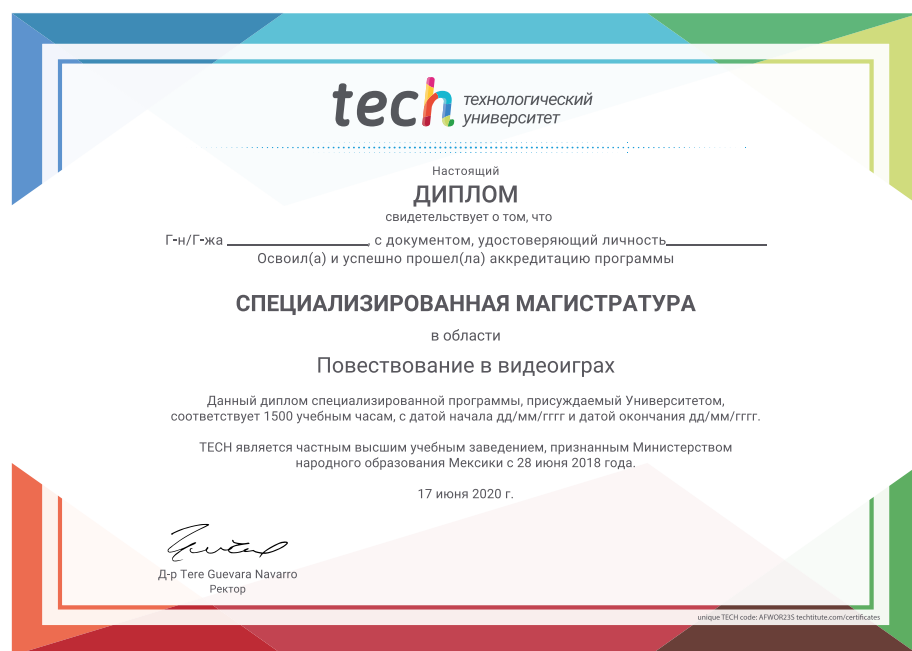 tech технологический
университет
Настоящий
ДИПЛОМ
свидетельствует о том, что
Г-н/Г-жа ____________________, с документом, удостоверяющий личность______________
Освоил(а) и успешно прошел(ла) аккредитацию программы
СПЕЦИАЛИЗИРОВАННАЯ МАГИСТРАТУРА
в области
Повествование в видеоиграх
Данный диплом специализированной программы, присуждаемый Университетом,
соответствует 1500 учебным часам, с датой начала дд/мм/гггг и датой окончания дд/мм/гггг.
TECH является частным высшим учебным заведением, признанным Министерством
народного образования Мексики с 28 июня 2018 года.
17 июня 2020 г.
Д-р Tere Guevara Navarro
Ректор
unique TECH code: AFWOR23S techtitute.com/certificates